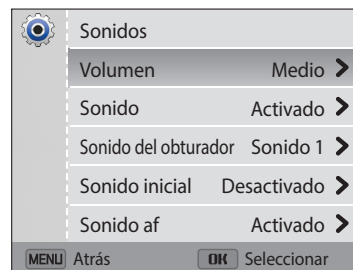 Sonidos
Volumen Medio
Sonido Activado
Sonido del obturador Sonido 1
Sonido inicial Desactivado
Sonido af Activado
MENU Atrás OK Seleccionar